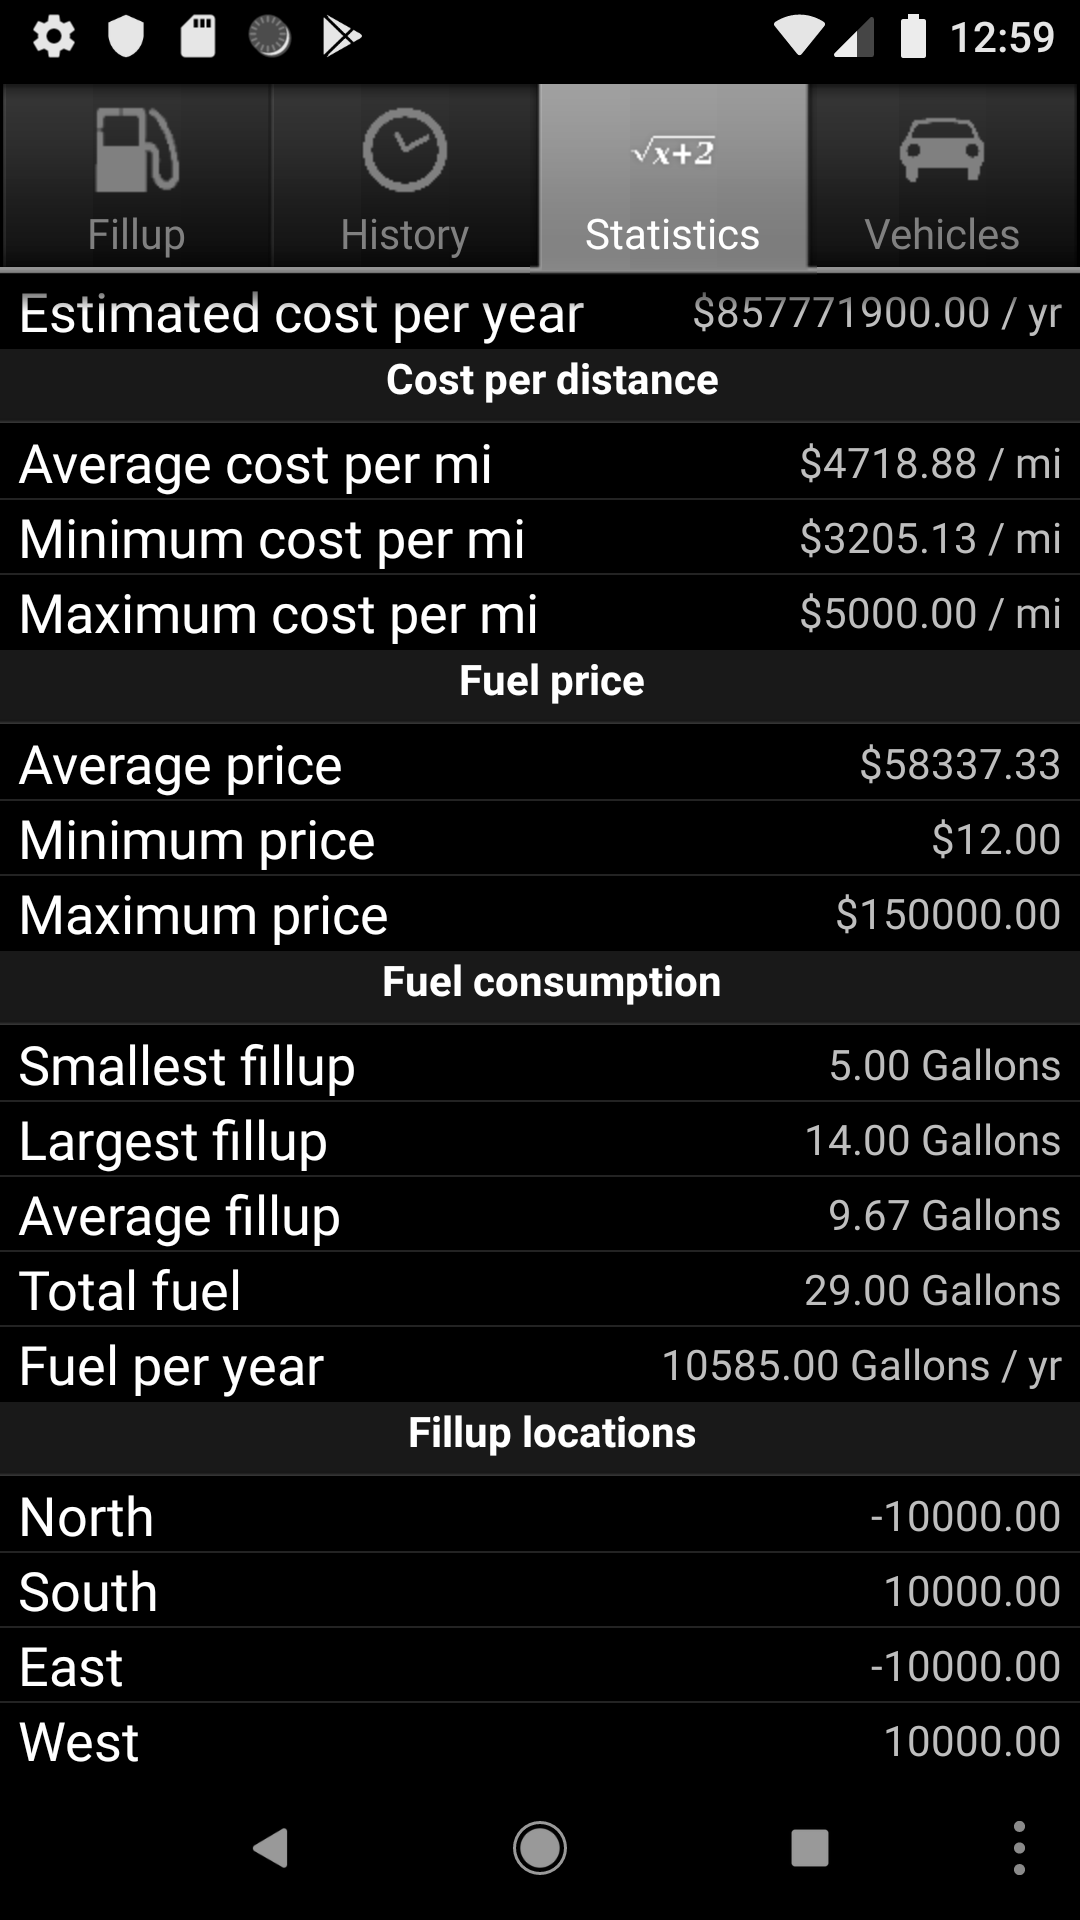 12:59
Fillup History √x+2 Statistics Vehicles
Estimated cost per year $857771900.00 / yr
Cost per distance
Average cost per mi $4718.88 / mi
Minimum cost per mi $3205.13 / mi
Maximum cost per mi $5000.00 / mi
Fuel price
Average price $58337.33
Minimum price $12.00
Maximum price $150000.00
Fuel consumption
Smallest fillup 5.00 Gallons
Largest fillup 14.00 Gallons
Average fillup 9.67 Gallons
Total fuel 29.00 Gallons
Fuel per year 10585.00 Gallons / yr
Fillup locations
North -10000.00
South 10000.00
East -10000.00
West 10000.00